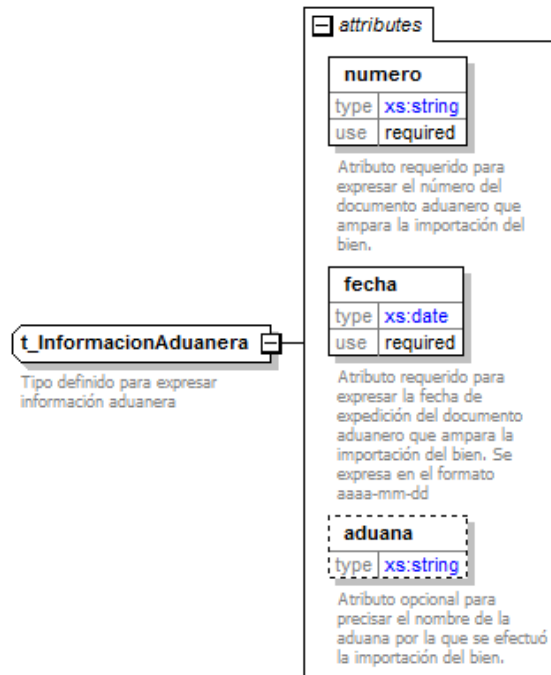 attributes
numero
type xs:string
use required
Atributo requerido para
expresar el número del
documento aduanero que
ampara la importación del
bien.
fecha
type xs:date
use required
Atributo requerido para
expresar la fecha de
expedición del documento
aduanero que ampara la
importación del bien. Se
expresa en el formato
aaaa-mm-dd
aduana
type xs:string
Atributo opcional para
precisar el nombre de la
aduana por la que se efectuó
la importación del bien.
t_InformacionAduanera
Tipo definido para expresar
información aduanera